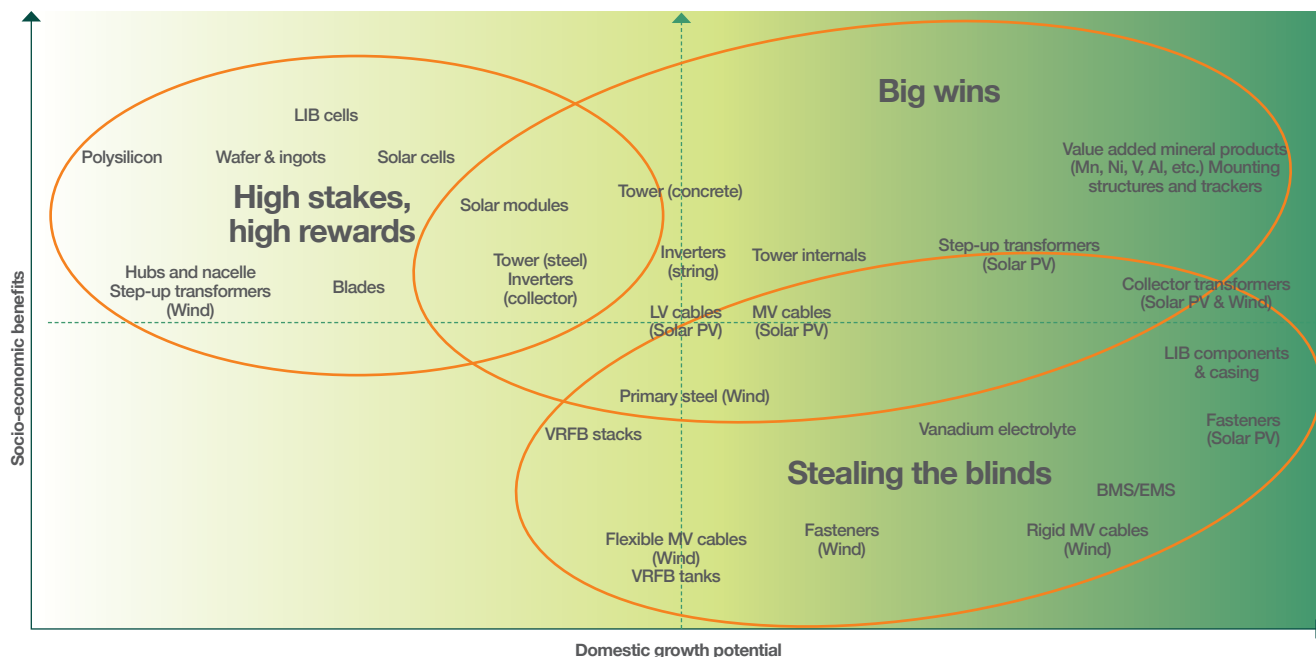 Socio-economic benefits
Big wins
LIB cells
Polysilicon
Wafer & ingots
Solar cells
High stakes,
high rewards
Hubs and nacelle
Step-up transformers
(Wind)
Blades
Solar modules
Tower (steel)
Inverters
(collector)
Tower (concrete)
Inverters
(string)
Tower internals
Value added mineral products
(Mn, Ni, V, Al, etc.) Mounting
structures and trackers
Step-up transformers
(Solar PV)
Collector transformers
(Solar PV & Wind)
LV cables
(Solar PV)
MV cables
(Solar PV)
LIB components
& casing
Primary steel (Wind)
VRFB stacks
Vanadium electrolyte
Fasteners
(Solar PV)
Stealing the blinds
BMS/EMS
Flexible MV cables
(Wind)
VRFB tanks
Fasteners
(Wind)
Rigid MV cables
(Wind)
Domestic growth potential